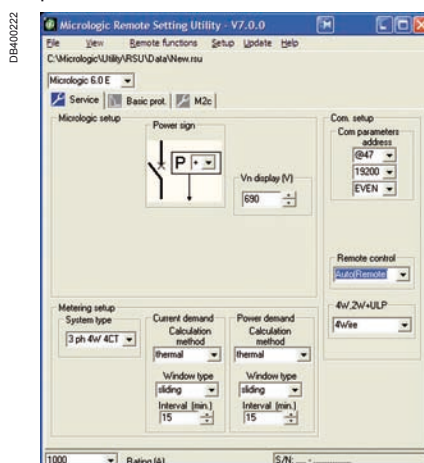 DB400222
Micrologic Remote Setting Utility - V7.0.0
File View Remote functions Setup Update Help
C:\Micrologic\Utility\RSU\Data\New.rsu
Micrologic 6.0 E
Service Basic prot. M2c
Micrologic setup
Power sign
P +
Vn display (V)
690
Com. setup
Com parameters
address
@47
19200
EVEN
Remote control
Auto(Remote)
Metering setup
System type
3 ph 4W 4CT
Current demand
Calculation
method
thermal
Window type
sliding
Interval (min.)
15
Power demand
Calculation
method
thermal
Window type
sliding
Interval (min.)
15
4W,2W+ULP
4Wire
1000 Rating (A) S/N: